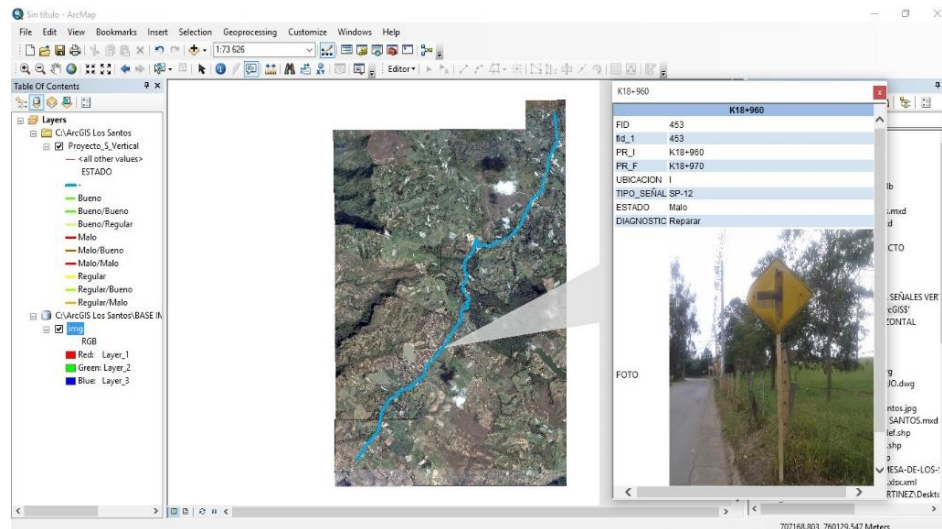 Sin título - ArcMap
File Edit View Bookmarks Insert Selection Geoprocessing Customize Windows Help
1:73 626
Editor
Table Of Contents
Layers
C:\ArcGIS Los Santos
Proyecto_S_Vertical
<all other values>
ESTADO
-
Bueno
Bueno/Bueno
Bueno/Regular
Malo
Malo/Bueno
Malo/Malo
Regular
Regular/Bueno
Regular/Malo
C:\ArcGIS Los Santos\BASE IN
img
RGB
Red: Layer_1
Green: Layer_2
Blue: Layer_3
K18+960
K18+960
FID 453
fid_1 453
PR_I K18+960
PR_F K18+970
UBICACION I
TIPO_SEÑAL SP-12
ESTADO Malo
DIAGNOSTIC Reparar
FOTO
lb
s.mxd
d
CTO
SEÑALES VER
cGIS$'
ZONTAL
JO.dwg
ntos.jpg
SANTOS.mxd
lef.shp
.shp
MESA-DE-LOS-
.xlsx.xml
RTINEZ\Deskto
707168,803 760129,547 Meters